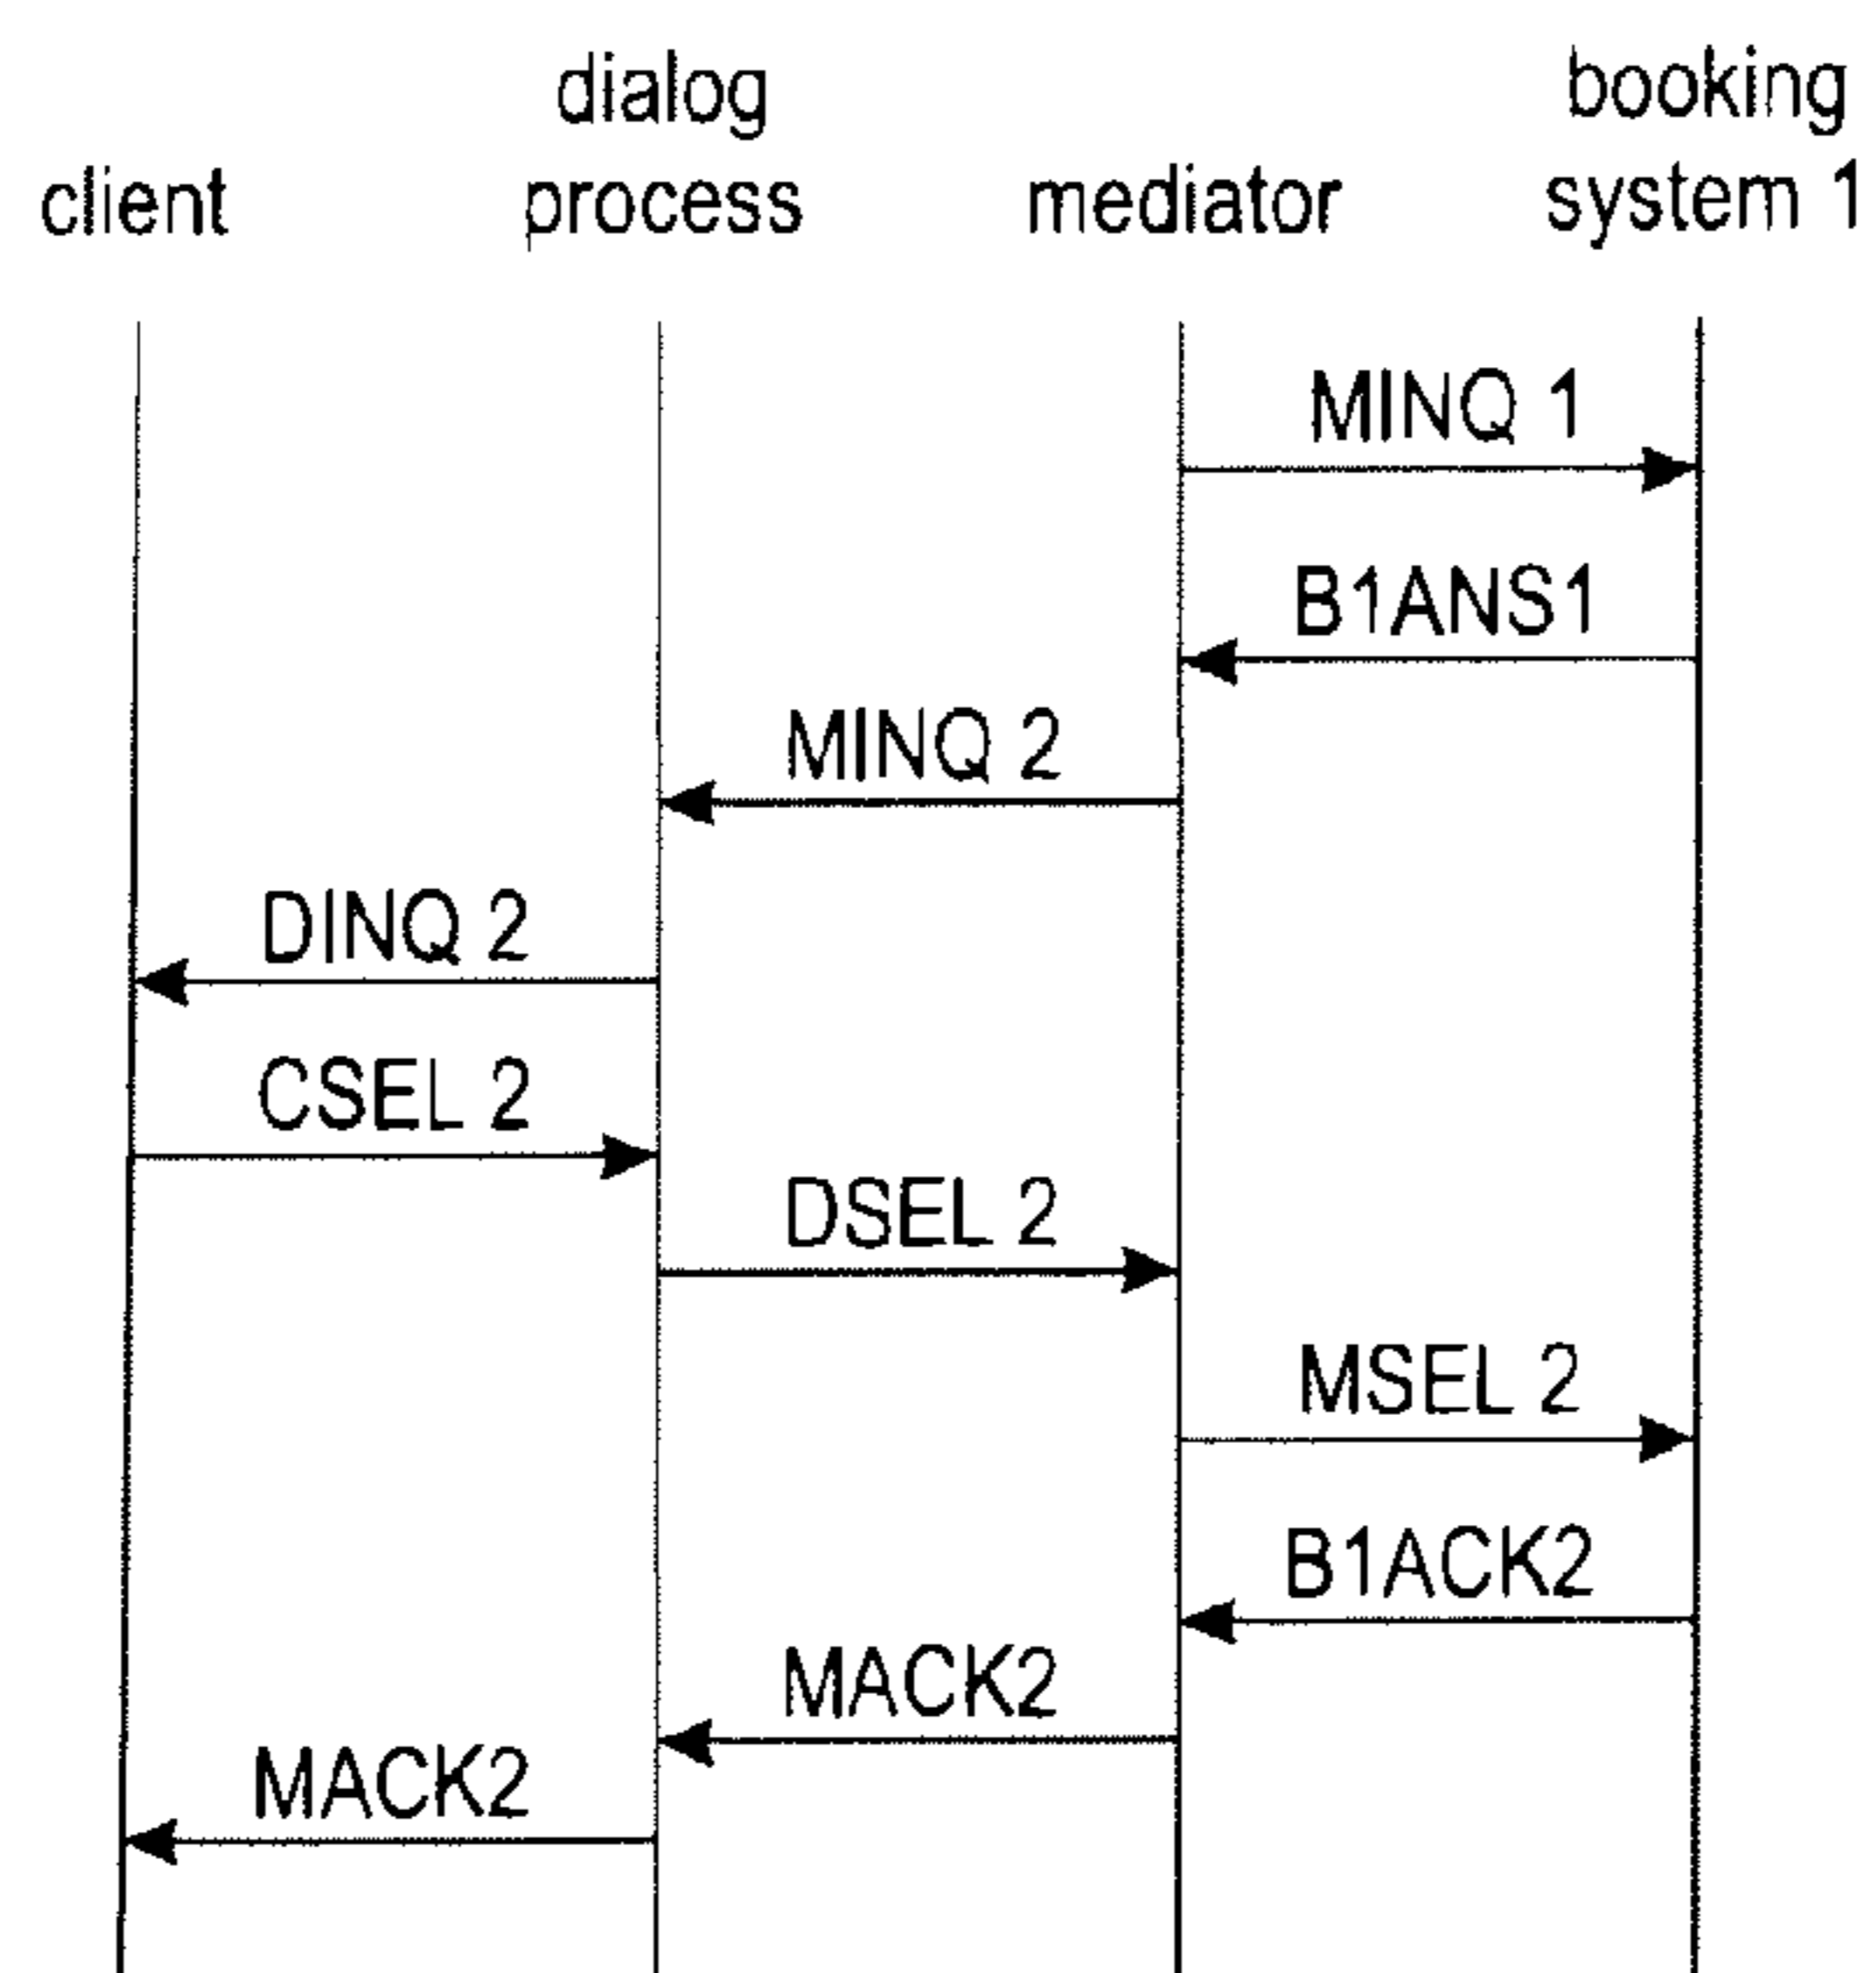 client
dialog
process
mediator
booking
system 1
MINQ 1
B1ANS1
MINQ 2
DINQ 2
CSEL 2
DSEL 2
MSEL 2
B1ACK2
MACK2
MACK2